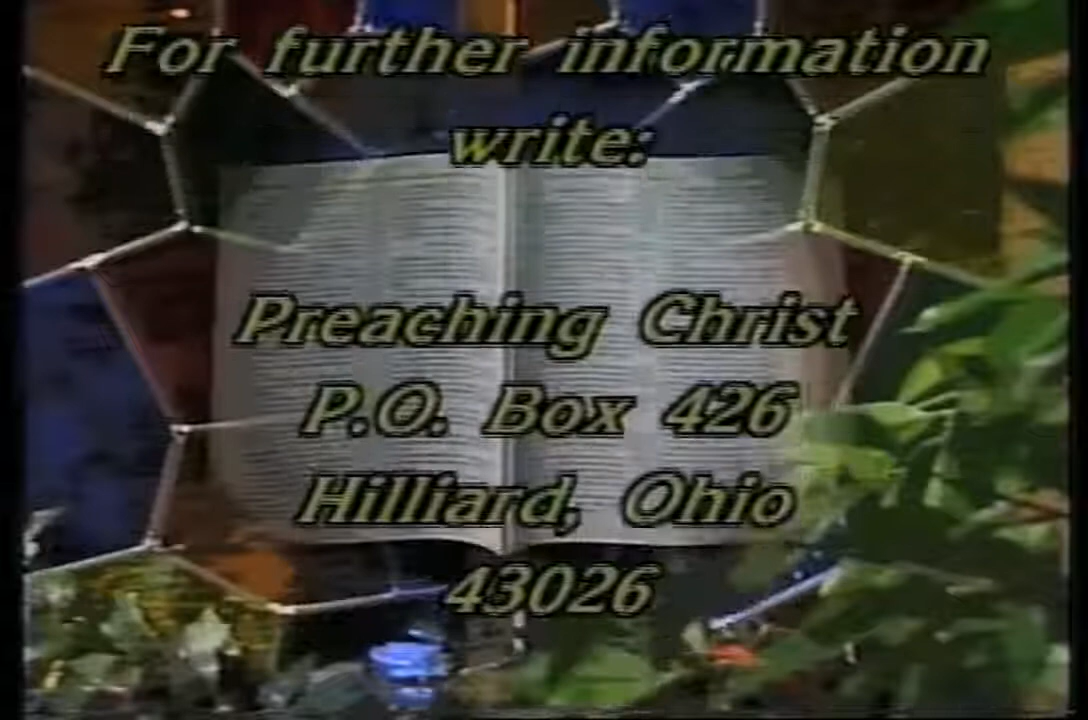 For further information
write:
Preaching Christ
P.O. Box 426
Hilliard, Ohio
43026